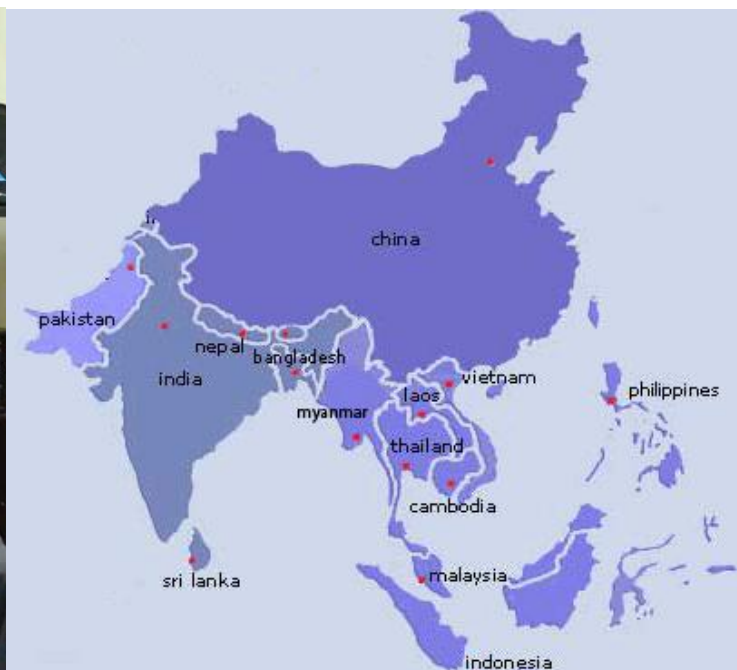 china
pakistan
nepal
bangladesh
india
vietnam
laos
philippines
myanmar
thailand
cambodia
sri lanka
malaysia
indonesia